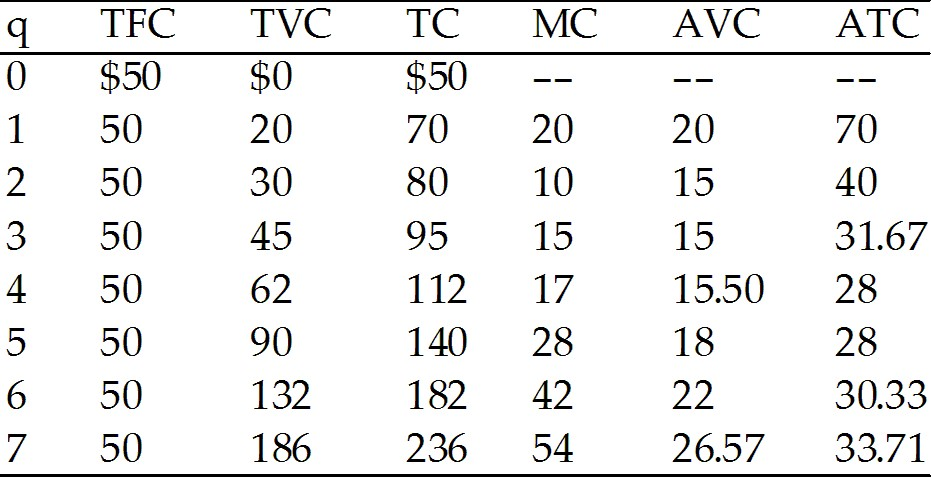 q TFC TVC TC MC AVC ATC
0 $50 $0 $50 -- -- --
1 50 20 70 20 20 70
2 50 30 80 10 15 40
3 50 45 95 15 15 31.67
4 50 62 112 17 15.50 28
5 50 90 140 28 18 28
6 50 132 182 42 22 30.33
7 50 186 236 54 26.57 33.71